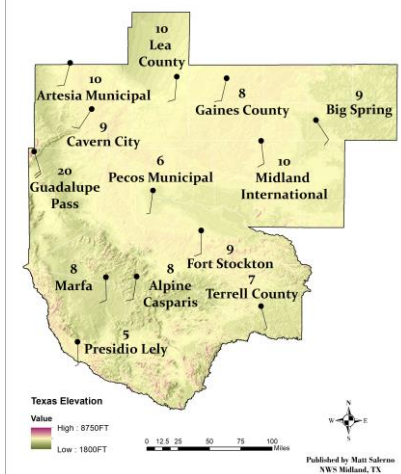 10
Lea
County
10
Artesia Municipal
8
Gaines County
9
Big Spring
9
Cavern City
20
Guadalupe
Pass
6
Pecos Municipal
10
Midland
International
9
Fort Stockton
8
Marfa
8
Alpine
Casparis
7
Terrell County
5
Presidio Lely
Texas Elevation
Value
High : 8750FT
Low : 1800FT
0 12.5 25 50 75 100
Miles
N
W E
S
Published by Matt Salerno
NWS Midland, TX